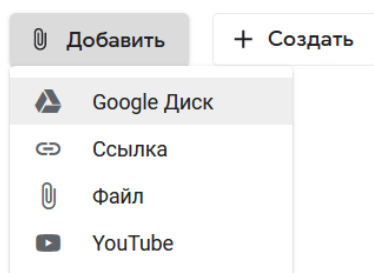 Добавить
+ Создать
Google Диск
Ссылка
Файл
YouTube